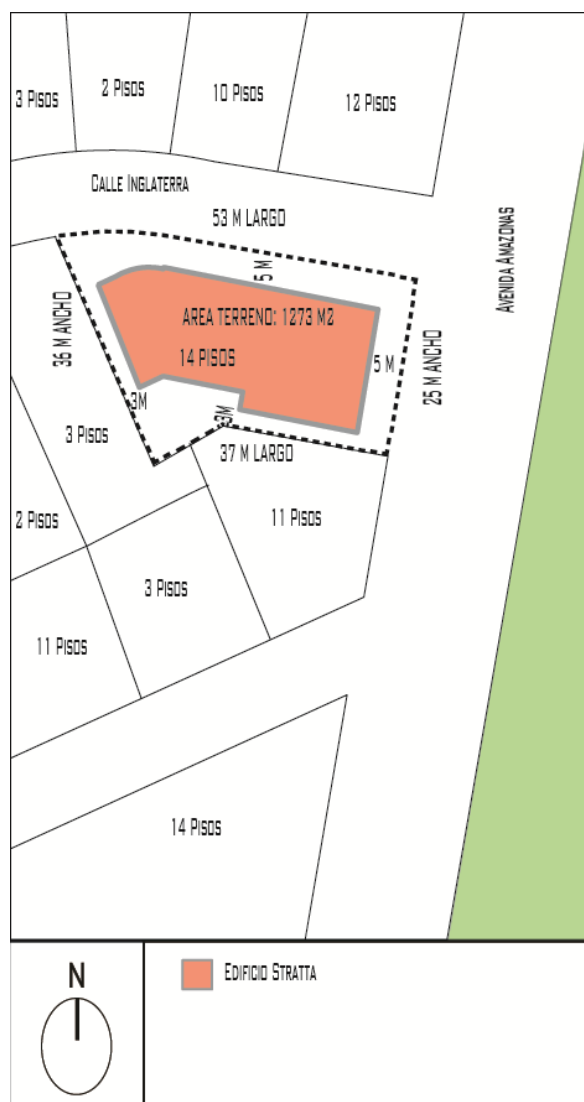 3 Pisos
2 Pisos
10 Pisos
12 Pisos
Calle Inglaterra
53 M LARGO
Avenida Amazonas
5 M
36 M ANCHO
AREA TERRENO: 1273 M2
14 PISOS
5 M
25 M ANCHO
3M
3M
3 Pisos
37 M LARGO
2 Pisos
11 Pisos
3 Pisos
11 Pisos
14 Pisos
N
Edificio Stratta